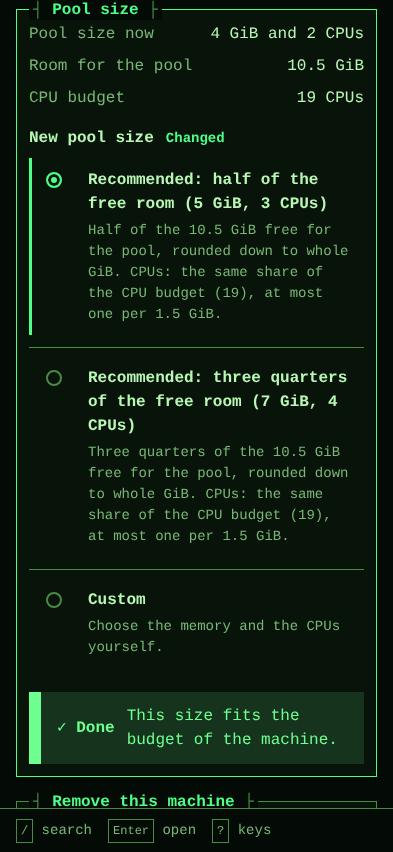 Pool size
Pool size now 4 GiB and 2 CPUs
Room for the pool 10.5 GiB
CPU budget 19 CPUs
New pool size Changed
Recommended: half of the
free room (5 GiB, 3 CPUs)
Half of the 10.5 GiB free for
the pool, rounded down to whole
GiB. CPUs: the same share of
the CPU budget (19), at most
one per 1.5 GiB.
Recommended: three quarters
of the free room (7 GiB, 4
CPUs)
Three quarters of the 10.5 GiB
free for the pool, rounded down
to whole GiB. CPUs: the same
share of the CPU budget (19),
at most one per 1.5 GiB.
Custom
Choose the memory and the CPUs
yourself.
✓ Done This size fits the
budget of the machine.
Remove this machine
/ search Enter open ? keys